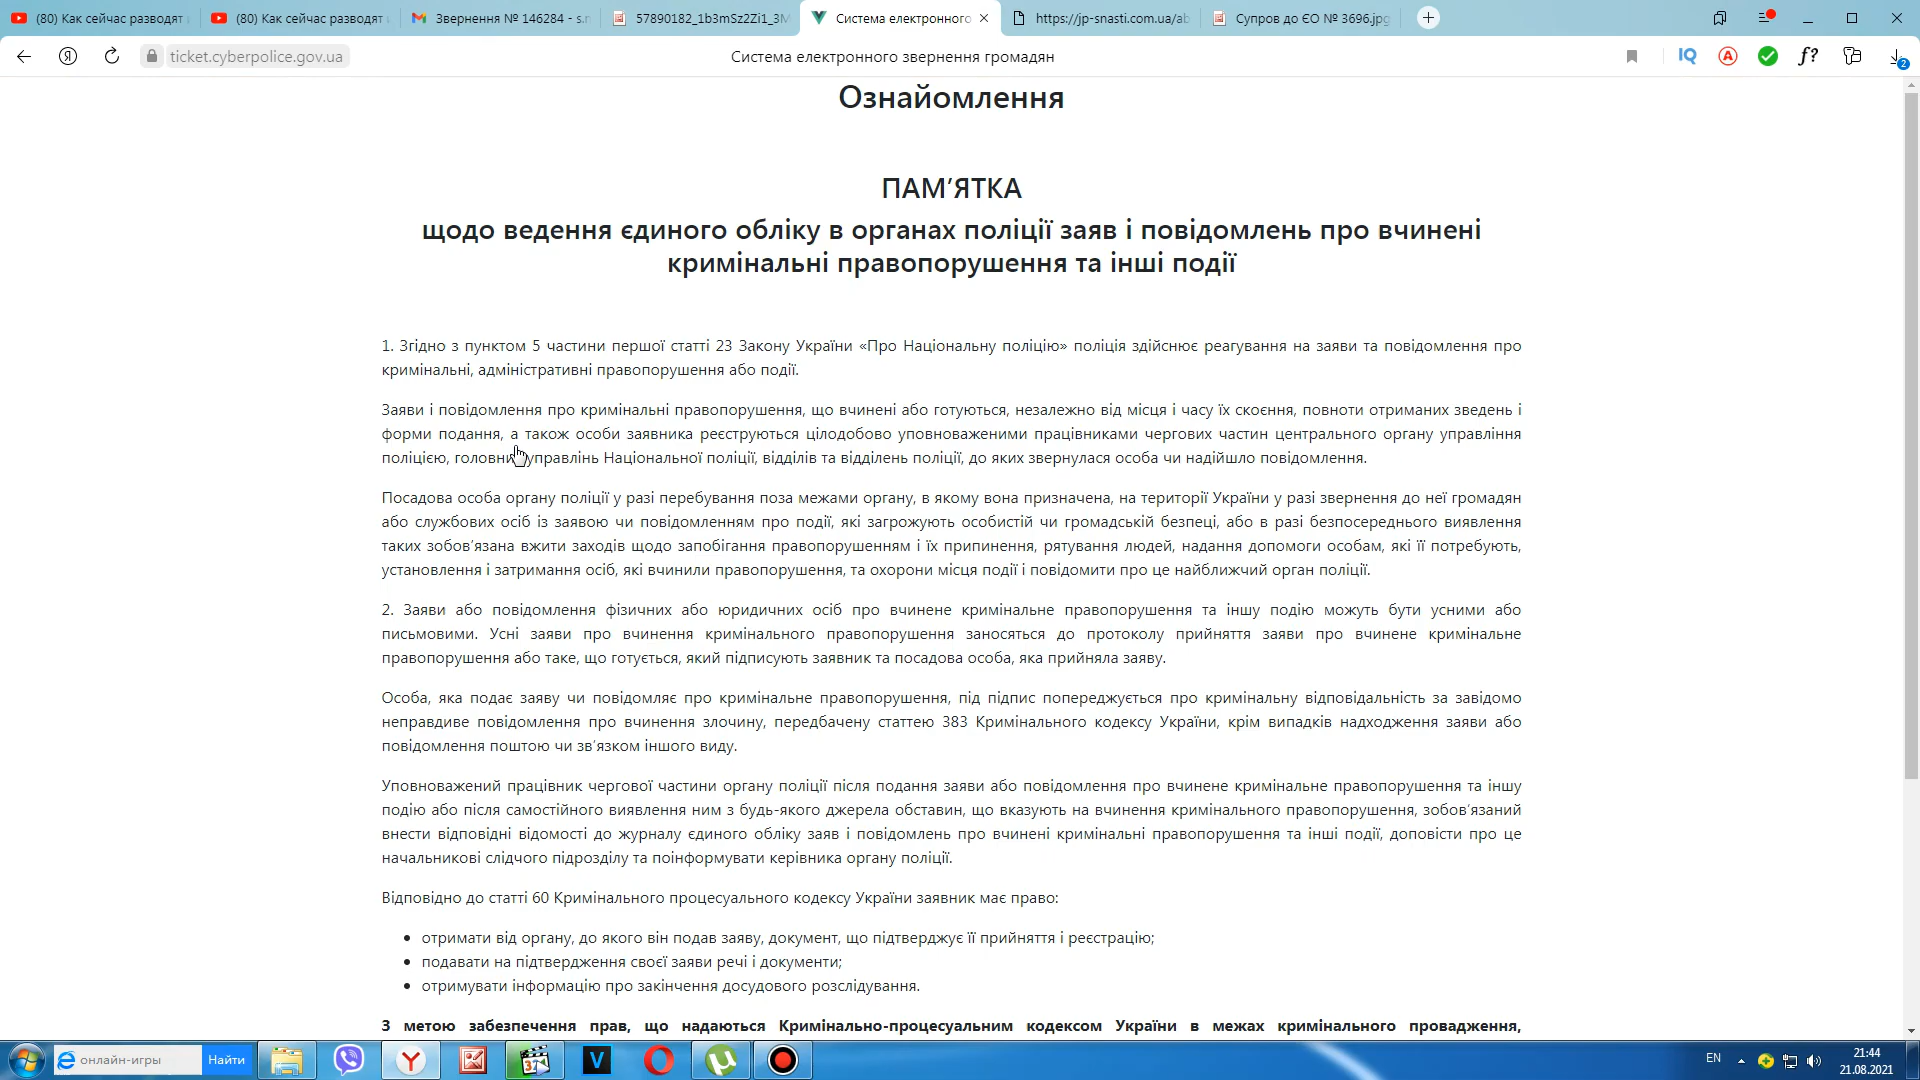 (80) Как сейчас разводят
(80) Как сейчас разводят
Звернення № 146284 - s.
57890182_1b3mSz2Zi1_3
Система електронного
https://jp-snasti.com.ua/ab
Супров до ЄО № 3696.jpg
ticket.cyberpolice.gov.ua
Система електронного звернення громадян
IQ
A
f?
2
Ознайомлення
ПАМ’ЯТКА
щодо ведення єдиного обліку в органах поліції заяв і повідомлень про вчинені
кримінальні правопорушення та інші події
1. Згідно з пунктом 5 частини першої статті 23 Закону України «Про Національну поліцію» поліція здійснює реагування на заяви та повідомлення про
кримінальні, адміністративні правопорушення або події.
Заяви і повідомлення про кримінальні правопорушення, що вчинені або готуються, незалежно від місця і часу їх скоєння, повноти отриманих зведень і
форми подання, а також особи заявника реєструються цілодобово уповноваженими працівниками чергових частин центрального органу управління
поліцією, головни управлінь Національної поліції, відділів та відділень поліції, до яких звернулася особа чи надійшло повідомлення.
Посадова особа органу поліції у разі перебування поза межами органу, в якому вона призначена, на території України у разі звернення до неї громадян
або службових осіб із заявою чи повідомленням про події, які загрожують особистій чи громадській безпеці, або в разі безпосереднього виявлення
таких зобов’язана вжити заходів щодо запобігання правопорушенням і їх припинення, рятування людей, надання допомоги особам, які її потребують,
установлення і затримання осіб, які вчинили правопорушення, та охорони місця події і повідомити про це найближчий орган поліції.
2. Заяви або повідомлення фізичних або юридичних осіб про вчинене кримінальне правопорушення та іншу подію можуть бути усними або
письмовими. Усні заяви про вчинення кримінального правопорушення заносяться до протоколу прийняття заяви про вчинене кримінальне
правопорушення або таке, що готується, який підписують заявник та посадова особа, яка прийняла заяву.
Особа, яка подає заяву чи повідомляє про кримінальне правопорушення, під підпис попереджується про кримінальну відповідальність за завідомо
неправдиве повідомлення про вчинення злочину, передбачену статтею 383 Кримінального кодексу України, крім випадків надходження заяви або
повідомлення поштою чи зв’язком іншого виду.
Уповноважений працівник чергової частини органу поліції після подання заяви або повідомлення про вчинене кримінальне правопорушення та іншу
подію або після самостійного виявлення ним з будь-якого джерела обставин, що вказують на вчинення кримінального правопорушення, зобов’язаний
внести відповідні відомості до журналу єдиного обліку заяв і повідомлень про вчинені кримінальні правопорушення та інші події, доповісти про це
начальникові слідчого підрозділу та поінформувати керівника органу поліції.
Відповідно до статті 60 Кримінального процесуального кодексу України заявник має право:
• отримати від органу, до якого він подав заяву, документ, що підтверджує її прийняття і реєстрацію;
• подавати на підтвердження своєї заяви речі і документи;
• отримувати інформацію про закінчення досудового розслідування.
З метою забезпечення прав, що надаються Кримінально-процесуальним кодексом України в межах кримінального провадження,
онлайн-игры
Найти
EN
21:44
21.08.2021